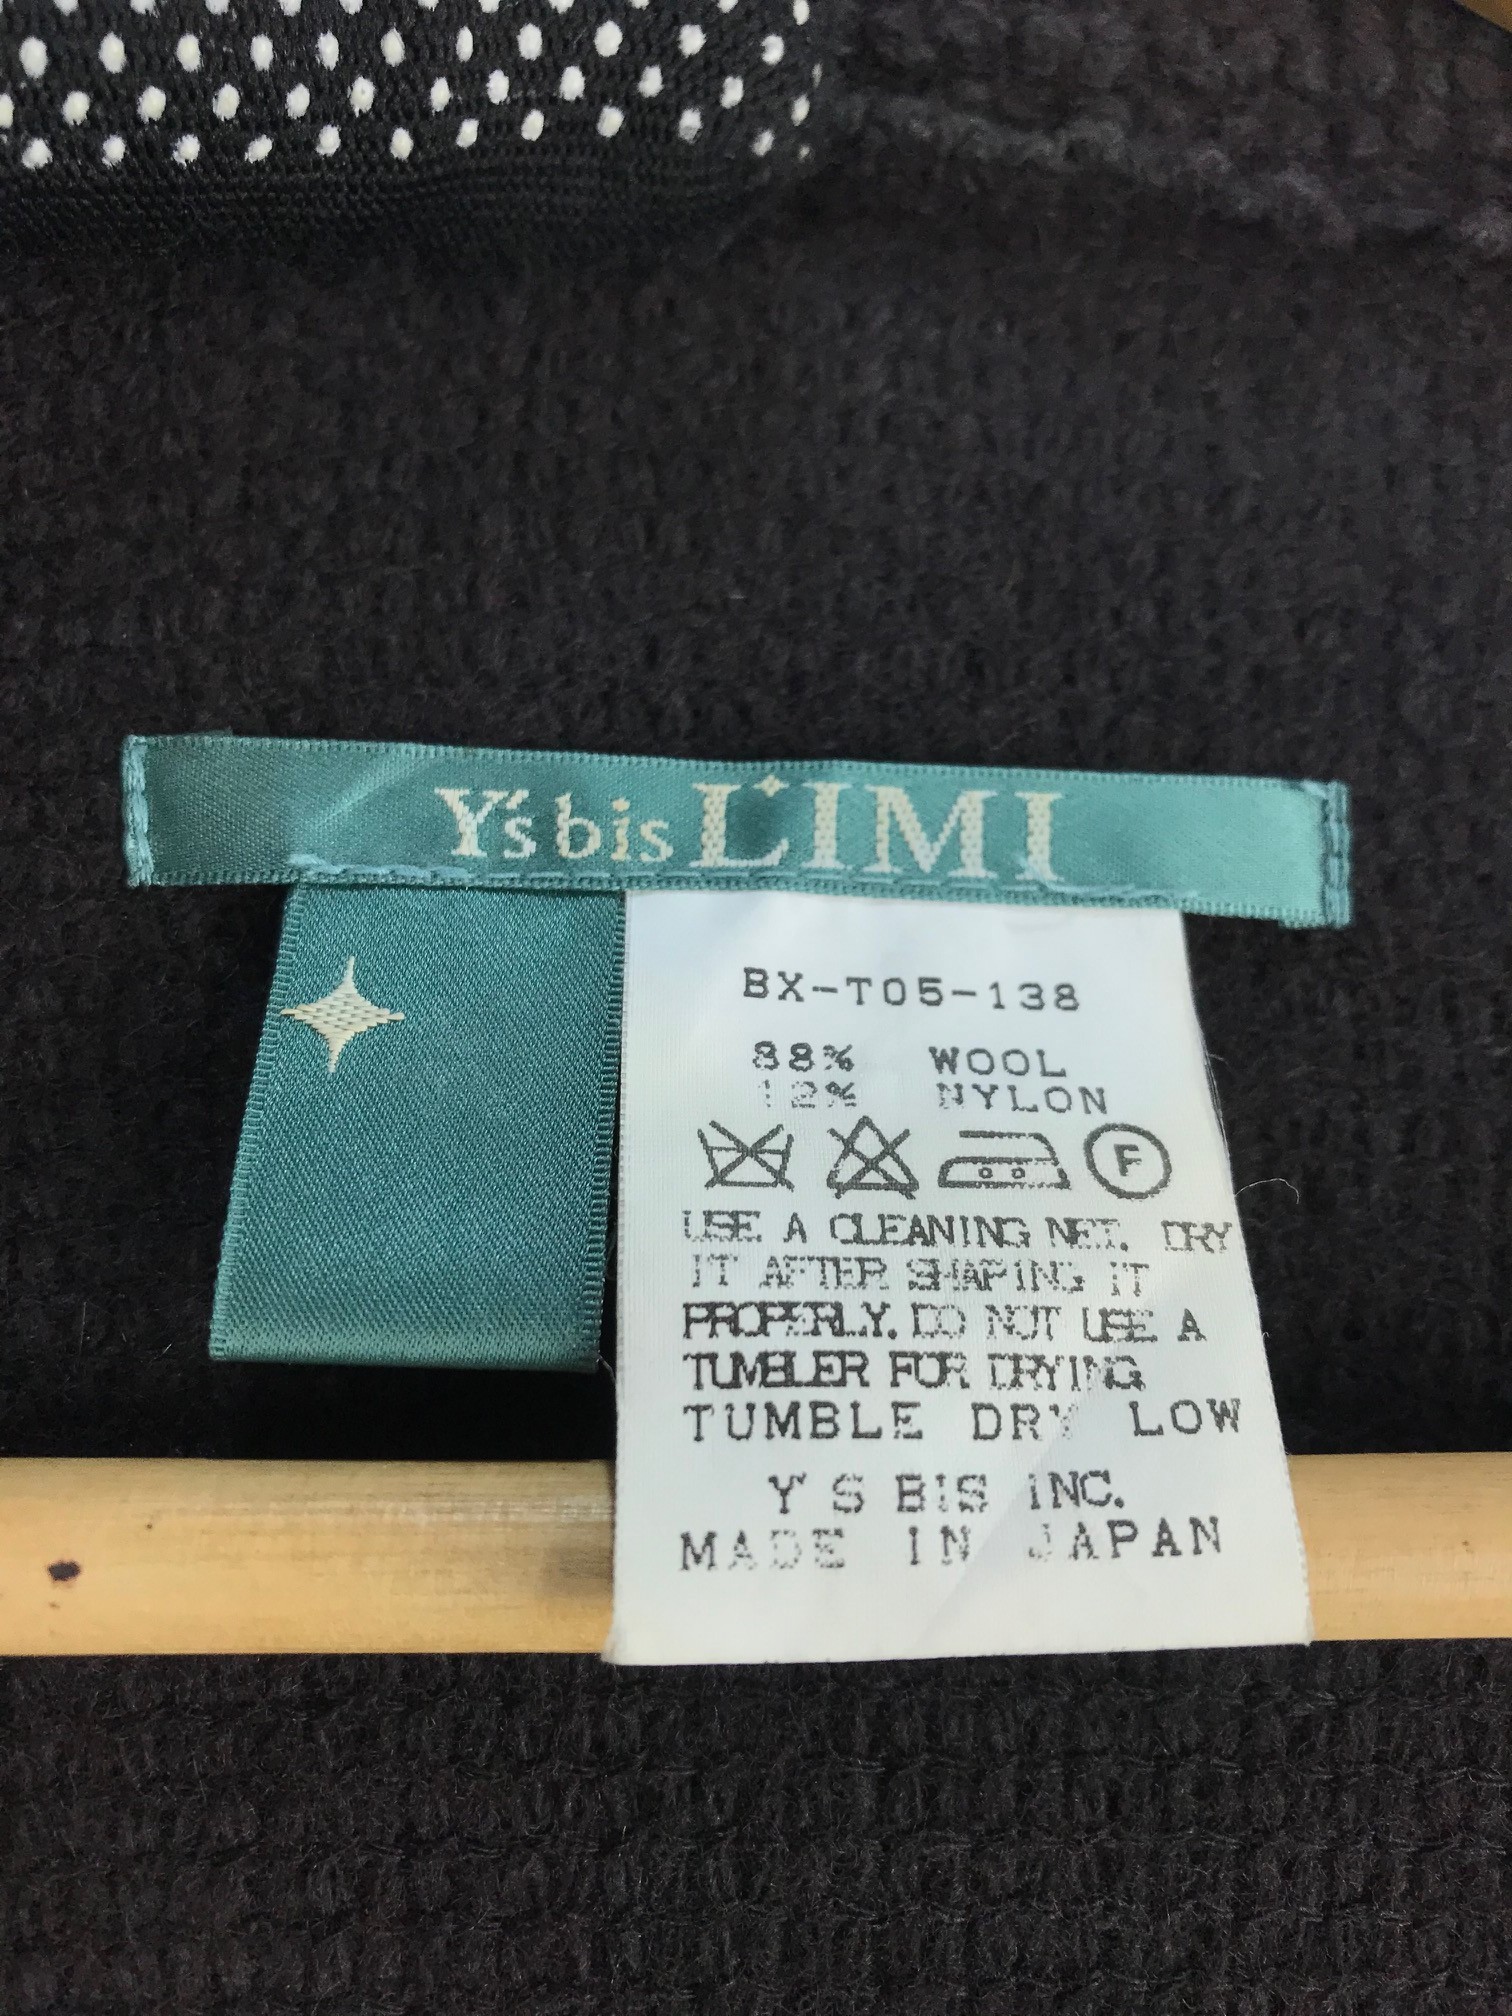 Y's bis LIMI
BX-T05-138
88% WOOL
12% NYLON
F
USE A CLEANING NET. DRY
IT AFTER SHAPING IT
PROPERLY. DO NOT USE A
TUMBLER FOR DRYING
TUMBLE DRY LOW
Y'S BIS INC.
MADE IN JAPAN